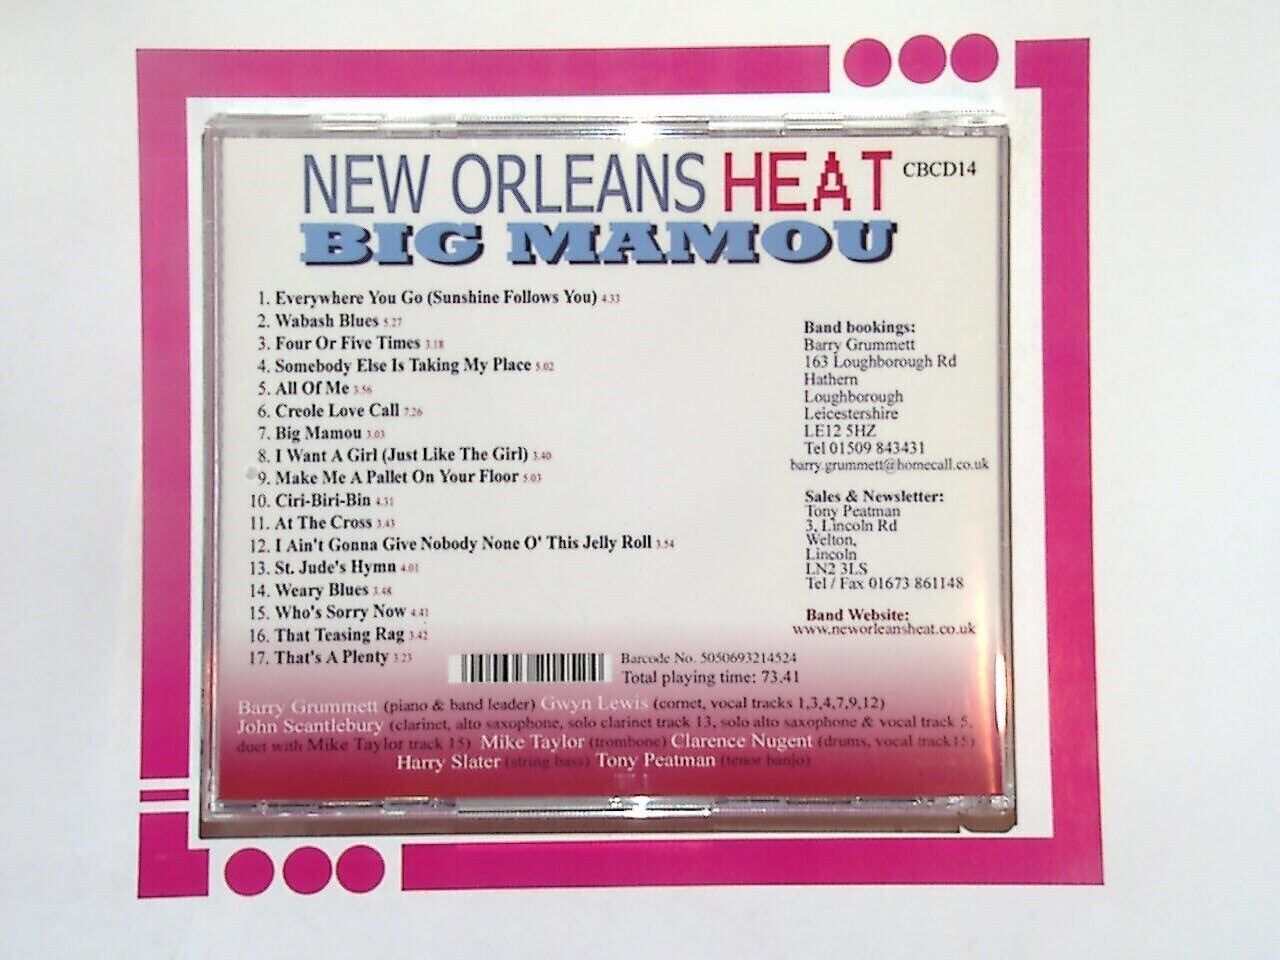 NEW ORLEANS HEAT CBCD14
BIG MAMOU
1. Everywhere You Go (Sunshine Follows You) 4.33
2. Wabash Blues 5.27
3. Four Or Five Times 3.18
4. Somebody Else Is Taking My Place 5.02
5. All Of Me 3.56
6. Creole Love Call 7.26
7. Big Mamou 3.03
8. I Want A Girl (Just Like The Girl) 3.40
9. Make Me A Pallet On Your Floor 5.03
10. Ciri-Biri-Bin 4.31
11. At The Cross 3.43
12. I Ain't Gonna Give Nobody None O' This Jelly Roll 3.54
13. St. Jude's Hymn 4.01
14. Weary Blues 3.48
15. Who's Sorry Now 4.41
16. That Teasing Rag 3.42
17. That's A Plenty 3.23
Band bookings:
Barry Grummett
163 Loughborough Rd
Hathern
Loughborough
Leicestershire
LE12 5HZ
Tel 01509 843431
barry.grummett@homecall.co.uk
Sales & Newsletter:
Tony Peatman
3, Lincoln Rd
Welton,
Lincoln
LN2 3LS
Tel / Fax 01673 861148
Band Website:
www.neworleansheat.co.uk
Barcode No. 5050693214524
Total playing time: 73.41
Barry Grummett (piano & band leader) Gwyn Lewis (cornet, vocal tracks 1,3,4,7,9,12)
John Scantlebury (clarinet, alto saxophone, solo clarinet track 13, solo alto saxophone & vocal track 5,
duet with Mike Taylor track 15) Mike Taylor (trombone) Clarence Nugent (drums, vocal track15)
Harry Slater (string bass) Tony Peatman (tenor banjo)